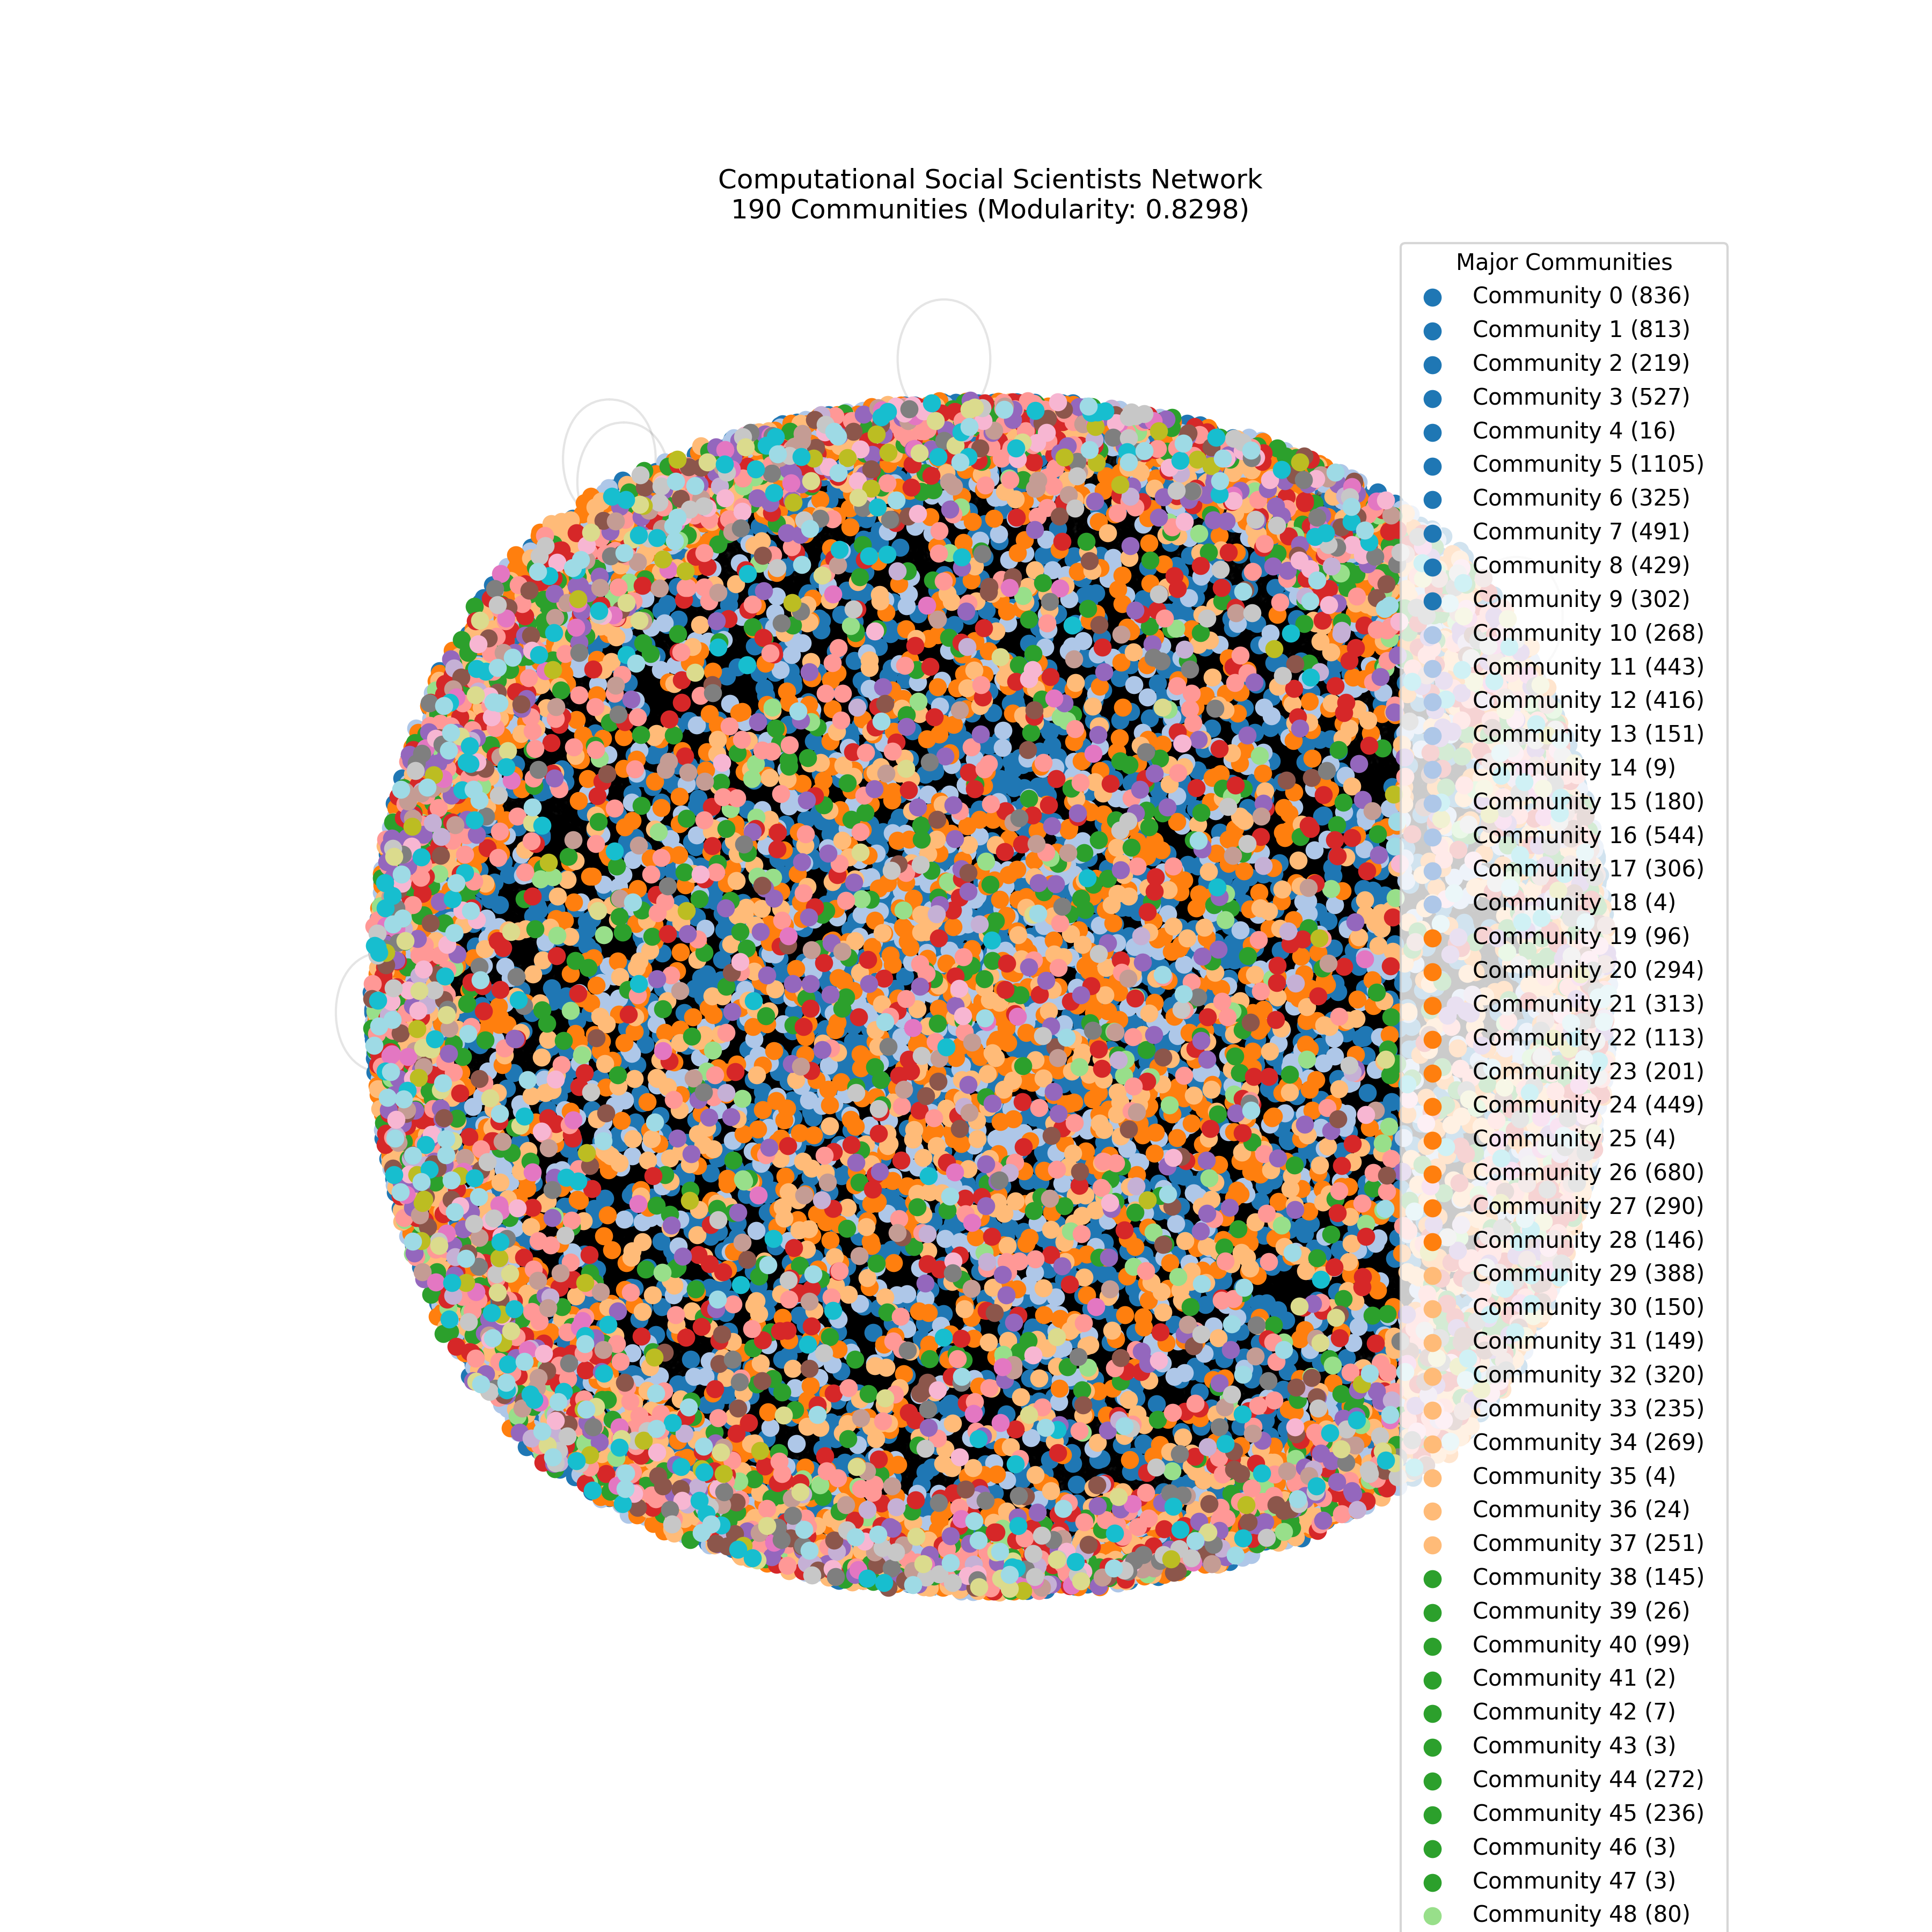 Computational Social Scientists Network
190 Communities (Modularity: 0.8298)
Major Communities
Community 0 (836)
Community 1 (813)
Community 2 (219)
Community 3 (527)
Community 4 (16)
Community 5 (1105)
Community 6 (325)
Community 7 (491)
Community 8 (429)
Community 9 (302)
Community 10 (268)
Community 11 (443)
Community 12 (416)
Community 13 (151)
Community 14 (9)
Community 15 (180)
Community 16 (544)
Community 17 (306)
Community 18 (4)
Community 19 (96)
Community 20 (294)
Community 21 (313)
Community 22 (113)
Community 23 (201)
Community 24 (449)
Community 25 (4)
Community 26 (680)
Community 27 (290)
Community 28 (146)
Community 29 (388)
Community 30 (150)
Community 31 (149)
Community 32 (320)
Community 33 (235)
Community 34 (269)
Community 35 (4)
Community 36 (24)
Community 37 (251)
Community 38 (145)
Community 39 (26)
Community 40 (99)
Community 41 (2)
Community 42 (7)
Community 43 (3)
Community 44 (272)
Community 45 (236)
Community 46 (3)
Community 47 (3)
Community 48 (80)